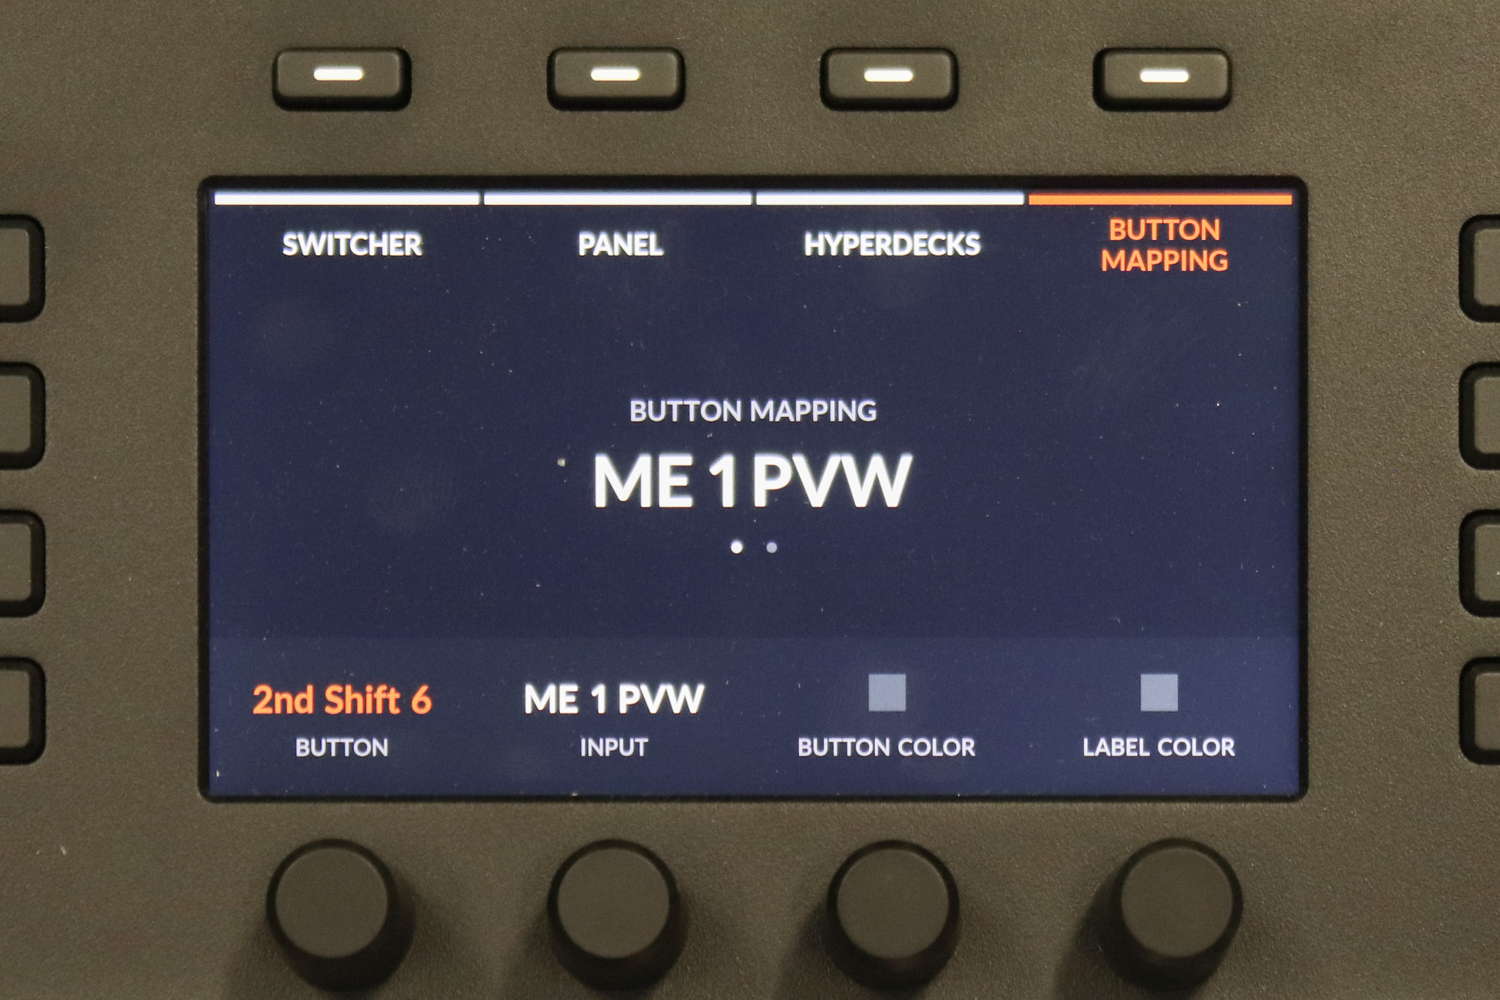 SWITCHER
PANEL
HYPERDECKS
BUTTON
MAPPING
BUTTON MAPPING
ME 1 PVW
2nd Shift 6
ME 1 PVW
BUTTON
INPUT
BUTTON COLOR
LABEL COLOR